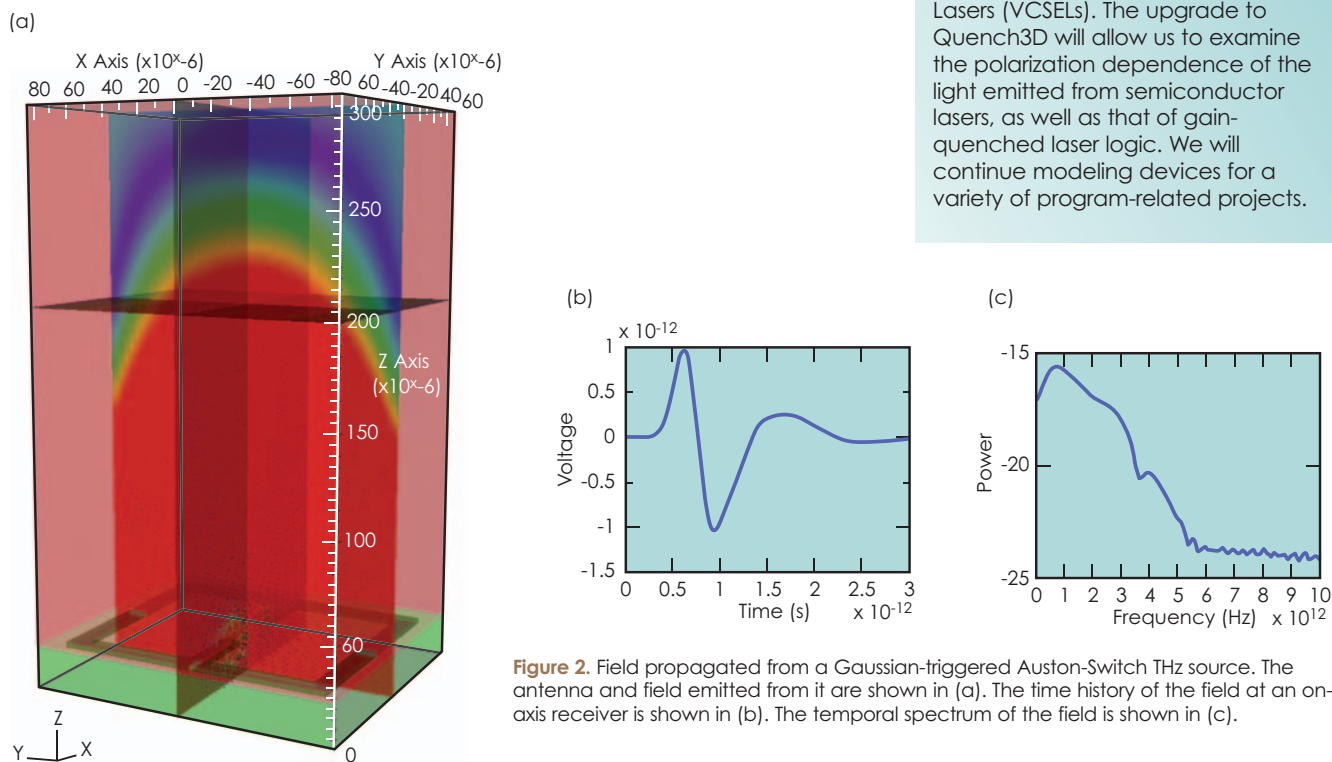 (a)
X Axis (x10ˣ-6)
Y Axis (x10ˣ-6)
80 60 40 20 0 -20 -40 -60 -80
-80 60 -40 -20 20 40 60
300
250
200
Z Axis
(x10ˣ-6)
150
100
60
0
Z
Y
X
Lasers (VCSELs). The upgrade to
Quench3D will allow us to examine
the polarization dependence of the
light emitted from semiconductor
lasers, as well as that of gain-
quenched laser logic. We will
continue modeling devices for a
variety of program-related projects.
(b)
x 10-12
1
0.5
0
-0.5
-1
-1.5
Voltage
0 0.5 1 1.5 2 2.5 3
Time (s)
x 10-12
(c)
-15
-20
-25
Power
0 1 2 3 4 5 6 7 8 9 10
Frequency (Hz) x 1012
Figure 2. Field propagated from a Gaussian-triggered Auston-Switch THz source. The
antenna and field emitted from it are shown in (a). The time history of the field at an on-
axis receiver is shown in (b). The temporal spectrum of the field is shown in (c).